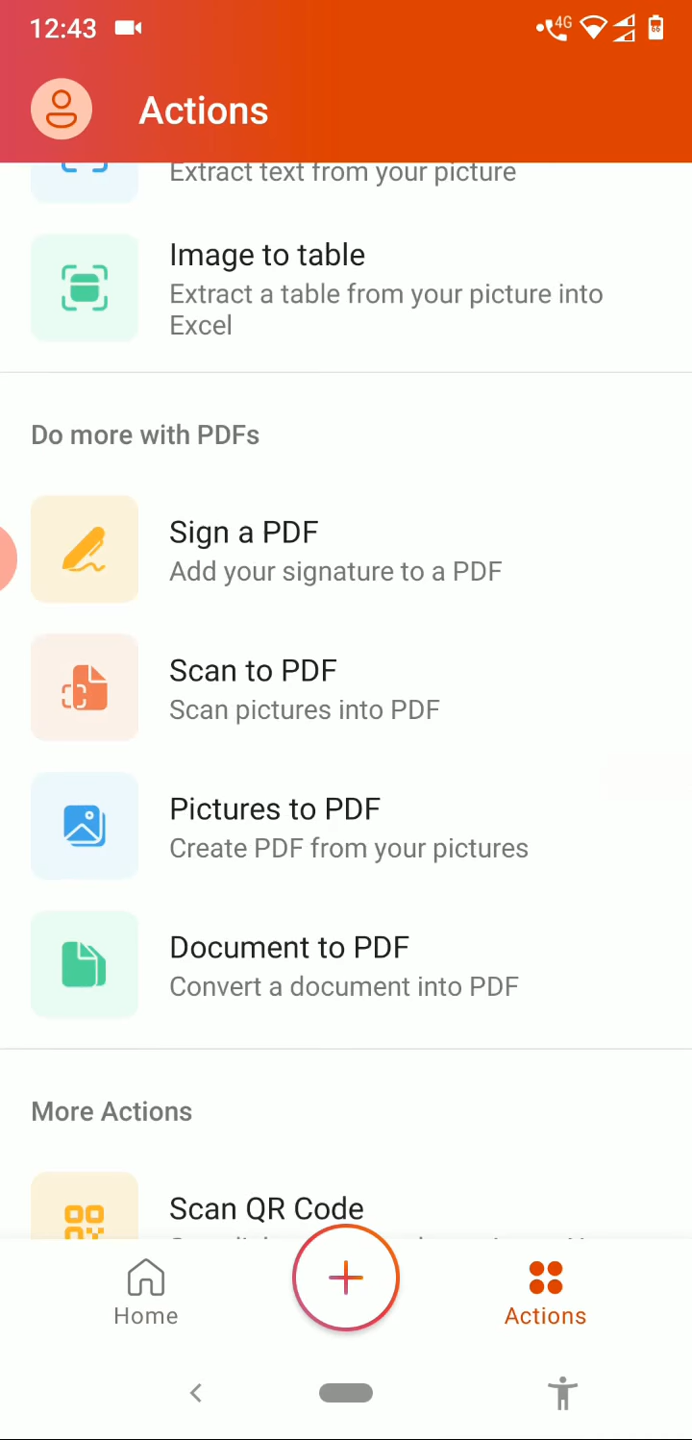 12:43
4G
66
Actions
Extract text from your picture
Image to table
Extract a table from your picture into
Excel
Do more with PDFs
Sign a PDF
Add your signature to a PDF
Scan to PDF
Scan pictures into PDF
Pictures to PDF
Create PDF from your pictures
Document to PDF
Convert a document into PDF
More Actions
Scan QR Code
Home
Actions